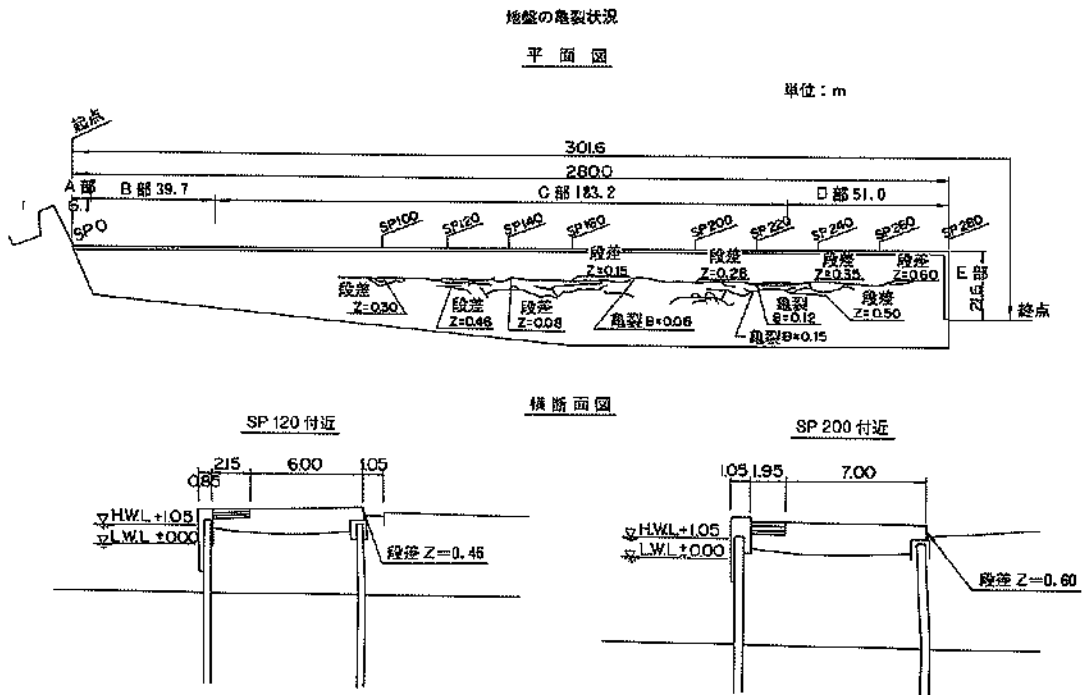 地盤の亀裂状況
平面図
単位：m
起点
301.6
280.0
A部
6.1
B部 39.7
C部 183.2
D部 51.0
SP0
SP100
SP120
SP140
SP160
SP200
SP220
SP240
SP260
SP280
段差
Z=0.15
段差
Z=0.28
段差
Z=0.35
段差
Z=0.60
E部
21.6
段差
Z=0.30
段差
Z=0.46
段差
Z=0.08
亀裂 B=0.06
亀裂
B=0.12
段差
Z=0.50
亀裂 B=0.15
終点
横断面図
SP 120 付近
0.85
2.15
6.00
1.05
H.W.L +1.05
L.W.L ±0.00
段差 Z=0.46
SP 200 付近
1.05
1.95
7.00
H.W.L +1.05
L.W.L ±0.00
段差 Z=0.60